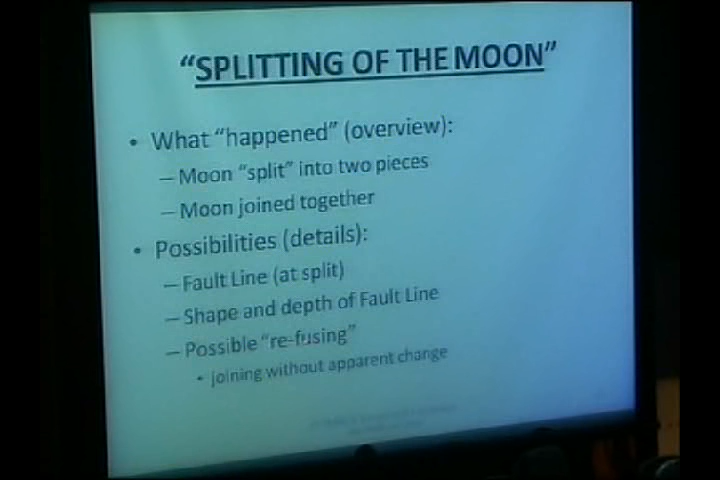 “SPLITTING OF THE MOON”
• What “happened” (overview):
– Moon “split” into two pieces
– Moon joined together
• Possibilities (details):
– Fault Line (at split)
– Shape and depth of Fault Line
– Possible “re-fusing”
• joining without apparent change